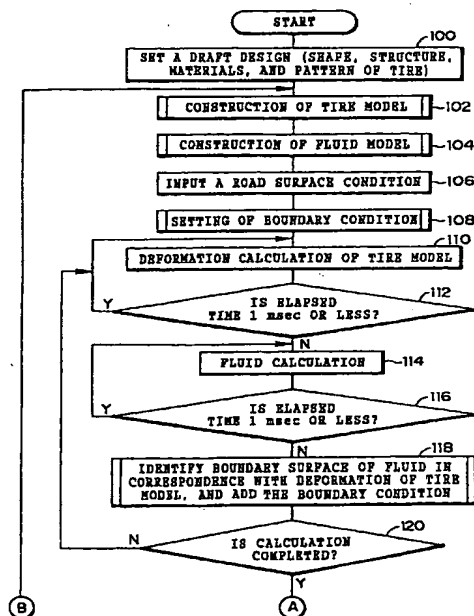 START
100
SET A DRAFT DESIGN (SHAPE, STRUCTURE,
MATERIALS, AND PATTERN OF TIRE)
CONSTRUCTION OF TIRE MODEL
102
CONSTRUCTION OF FLUID MODEL
104
INPUT A ROAD SURFACE CONDITION
106
SETTING OF BOUNDARY CONDITION
108
110
DEFORMATION CALCULATION OF TIRE MODEL
112
Y
IS ELAPSED
TIME 1 msec OR LESS?
N
FLUID CALCULATION
114
116
Y
IS ELAPSED
TIME 1 msec OR LESS?
N
118
IDENTIFY BOUNDARY SURFACE OF FLUID IN
CORRESPONDENCE WITH DEFORMATION OF TIRE
MODEL, AND ADD THE BOUNDARY CONDITION
120
N
IS CALCULATION
COMPLETED?
Y
B
A